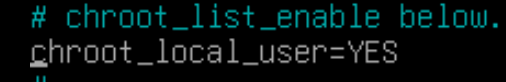 # chroot_list_enable below.
chroot_local_user=YES
#